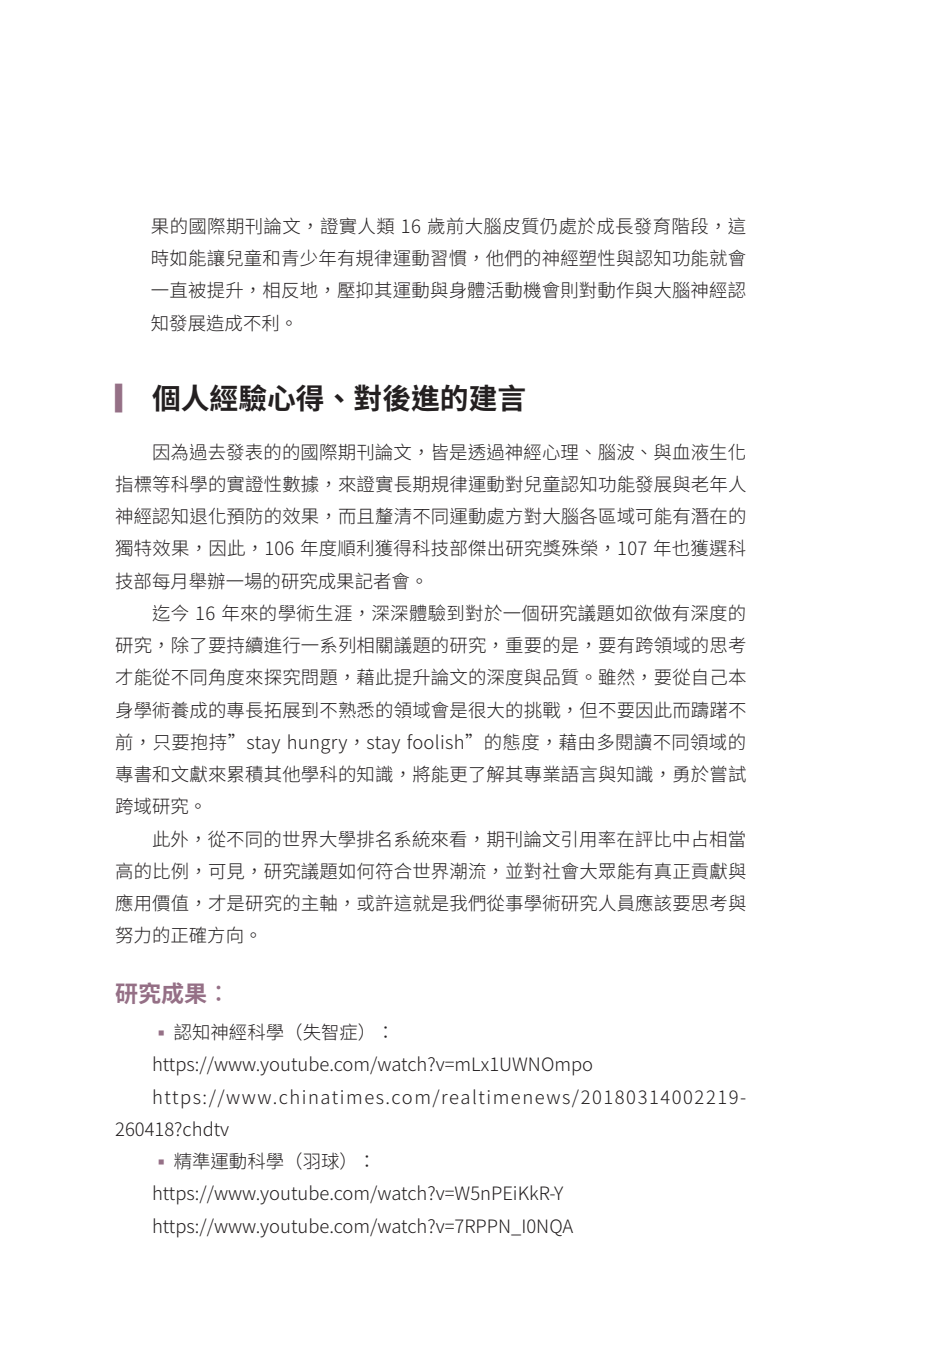 果的國際期刊論文，證實人類 16 歲前大腦皮質仍處於成長發育階段，這
時如能讓兒童和青少年有規律運動習慣，他們的神經塑性與認知功能就會
一直被提升，相反地，壓抑其運動與身體活動機會則對動作與大腦神經認
知發展造成不利。
個人經驗心得、對後進的建言
因為過去發表的的國際期刊論文，皆是透過神經心理、腦波、與血液生化
指標等科學的實證性數據，來證實長期規律運動對兒童認知功能發展與老年人
神經認知退化預防的效果，而且釐清不同運動處方對大腦各區域可能有潛在的
獨特效果，因此，106 年度順利獲得科技部傑出研究獎殊榮，107 年也獲選科
技部每月舉辦一場的研究成果記者會。
迄今 16 年來的學術生涯，深深體驗到對於一個研究議題如欲做有深度的
研究，除了要持續進行一系列相關議題的研究，重要的是，要有跨領域的思考
才能從不同角度來探究問題，藉此提升論文的深度與品質。雖然，要從自己本
身學術養成的專長拓展到不熟悉的領域會是很大的挑戰，但不要因此而躊躇不
前，只要抱持”stay hungry，stay foolish”的態度，藉由多閱讀不同領域的
專書和文獻來累積其他學科的知識，將能更了解其專業語言與知識，勇於嘗試
跨域研究。
此外，從不同的世界大學排名系統來看，期刊論文引用率在評比中占相當
高的比例，可見，研究議題如何符合世界潮流，並對社會大眾能有真正貢獻與
應用價值，才是研究的主軸，或許這就是我們從事學術研究人員應該要思考與
努力的正確方向。
研究成果：
▪ 認知神經科學（失智症）：
https://www.youtube.com/watch?v=mLx1UWNOmpo
https://www.chinatimes.com/realtimenews/20180314002219-
260418?chdtv
▪ 精準運動科學（羽球）：
https://www.youtube.com/watch?v=W5nPEiKkR-Y
https://www.youtube.com/watch?v=7RPPN_I0NQA